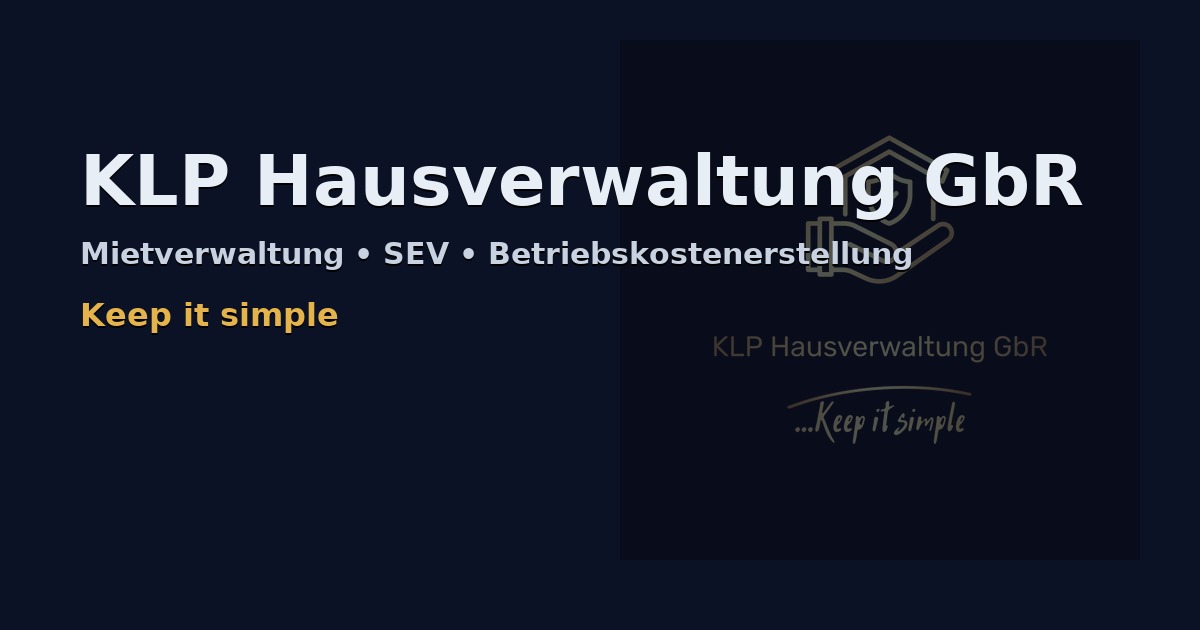 KLP Hausverwaltung GbR
Mietverwaltung • SEV • Betriebskostenerstellung
Keep it simple
KLP Hausverwaltung GbR
...Keep it simple